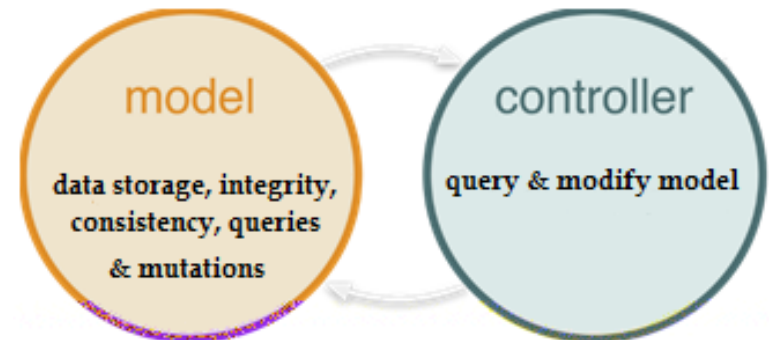 model
data storage, integrity,
consistency, queries
& mutations
controller
query & modify model